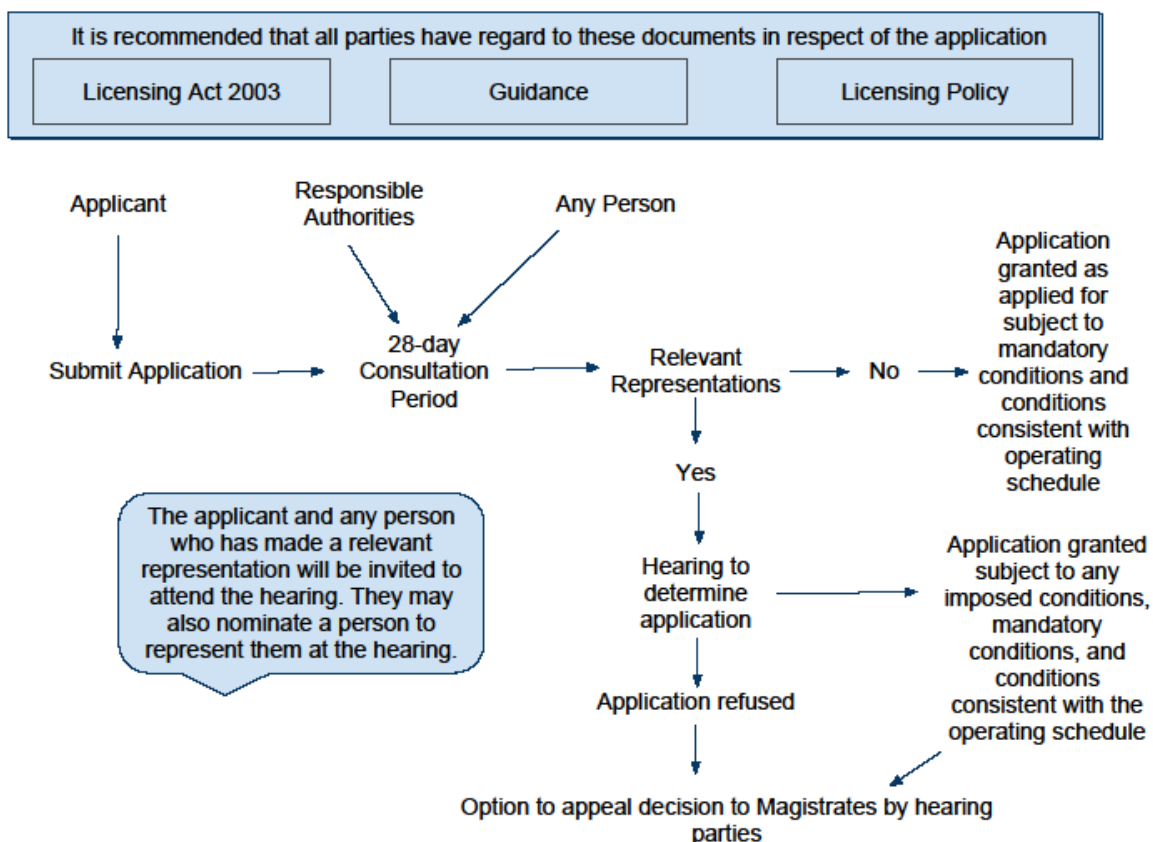 It is recommended that all parties have regard to these documents in respect of the application
Licensing Act 2003
Guidance
Licensing Policy
Applicant
Responsible
Authorities
Any Person
Submit Application
28-day
Consultation
Period
Relevant
Representations
No
Application
granted as
applied for
subject to
mandatory
conditions and
conditions
consistent with
operating
schedule
Yes
The applicant and any person
who has made a relevant
representation will be invited to
attend the hearing. They may
also nominate a person to
represent them at the hearing.
Hearing to
determine
application
Application granted
subject to any
imposed conditions,
mandatory
conditions, and
conditions
consistent with the
operating schedule
Application refused
Option to appeal decision to Magistrates by hearing
parties